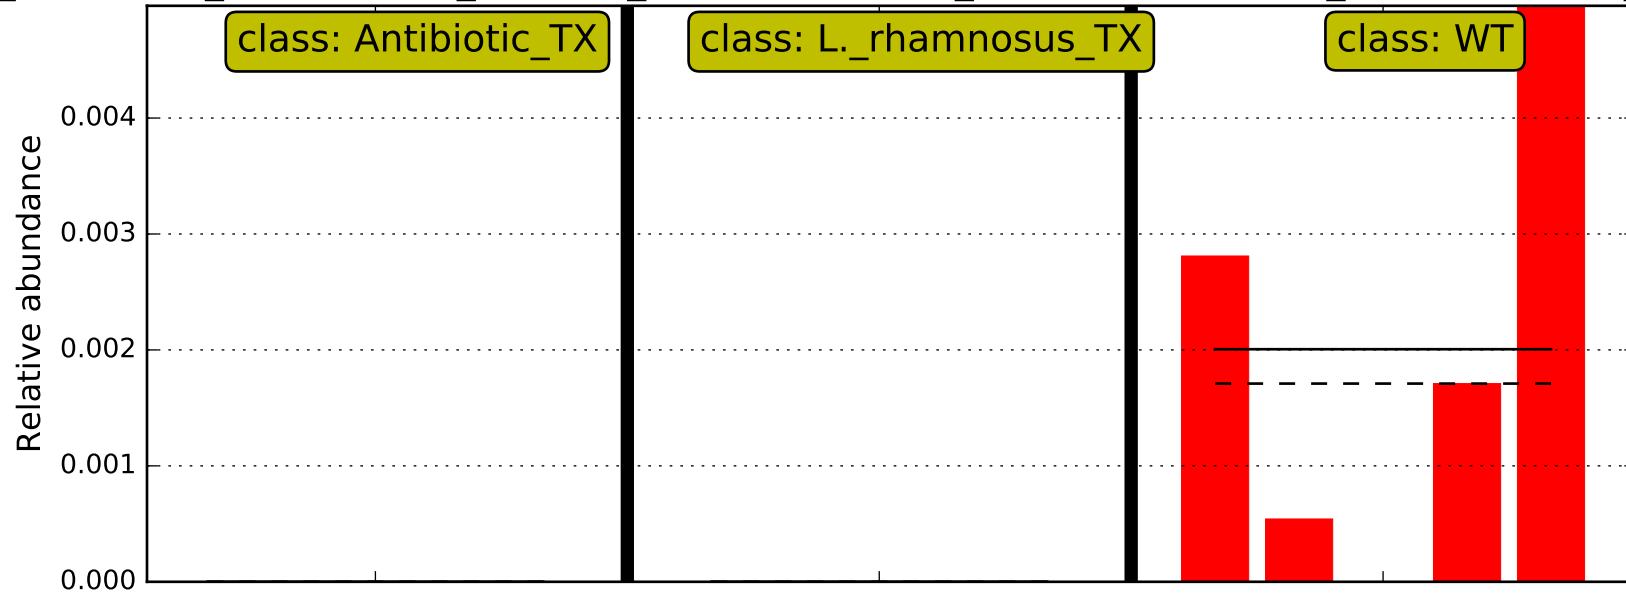 class: Antibiotic_TX
class: L._rhamnosus_TX
class: WT
Relative abundance
0.004
0.003
0.002
0.001
0.000